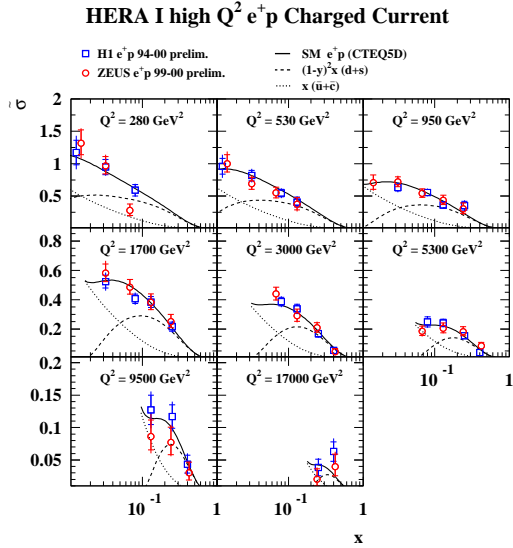 HERA I high Q² e⁺p Charged Current
H1 e⁺p 94-00 prelim.
ZEUS e⁺p 99-00 prelim.
SM e⁺p (CTEQ5D)
(1-y)²x (d+s)
x (ū+c̄)
σ̃
Q² = 280 GeV²
Q² = 530 GeV²
Q² = 950 GeV²
2
1.5
1
0.5
Q² = 1700 GeV²
Q² = 3000 GeV²
Q² = 5300 GeV²
0.8
0.6
0.4
0.2
Q² = 9500 GeV²
Q² = 17000 GeV²
10⁻¹ 1
0.15
0.1
0.05
10⁻¹ 1 10⁻¹ 1
x